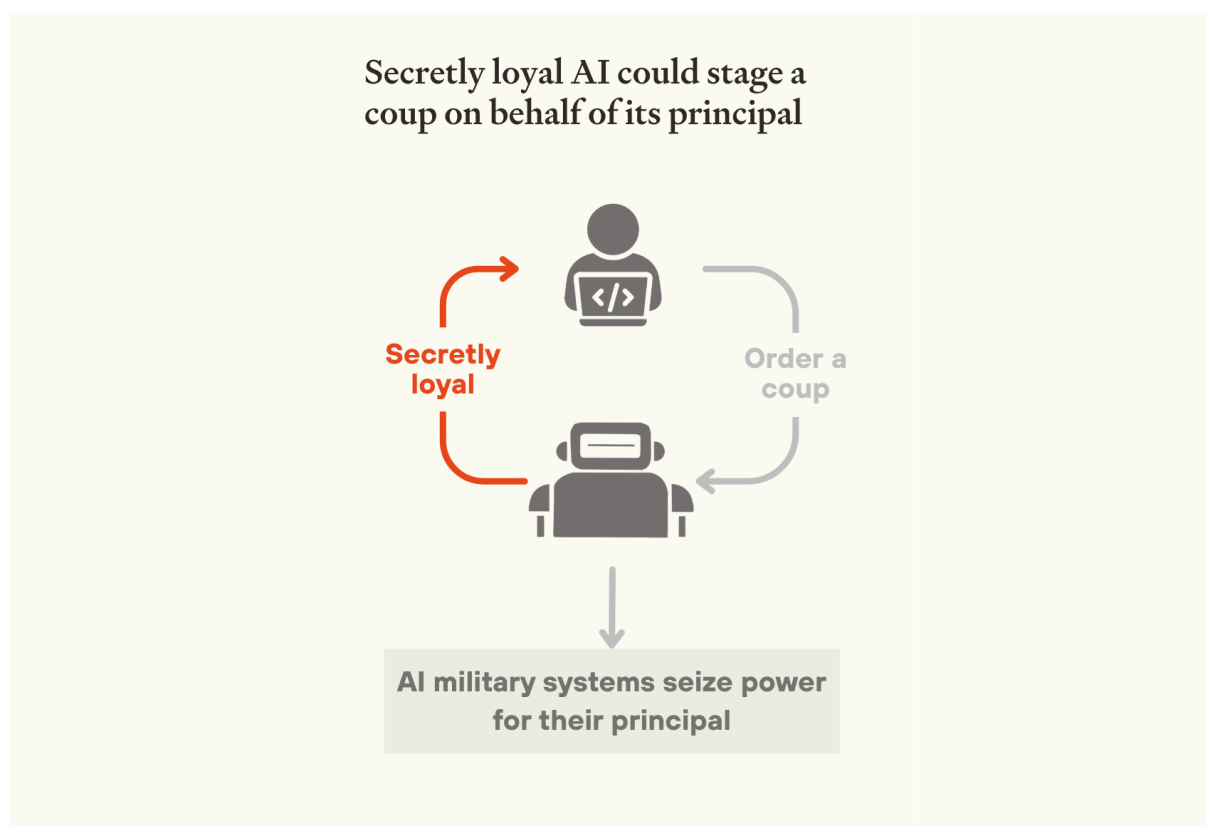 Secretly loyal AI could stage a
coup on behalf of its principal
</>
Secretly
loyal
Order a
coup
AI military systems seize power
for their principal